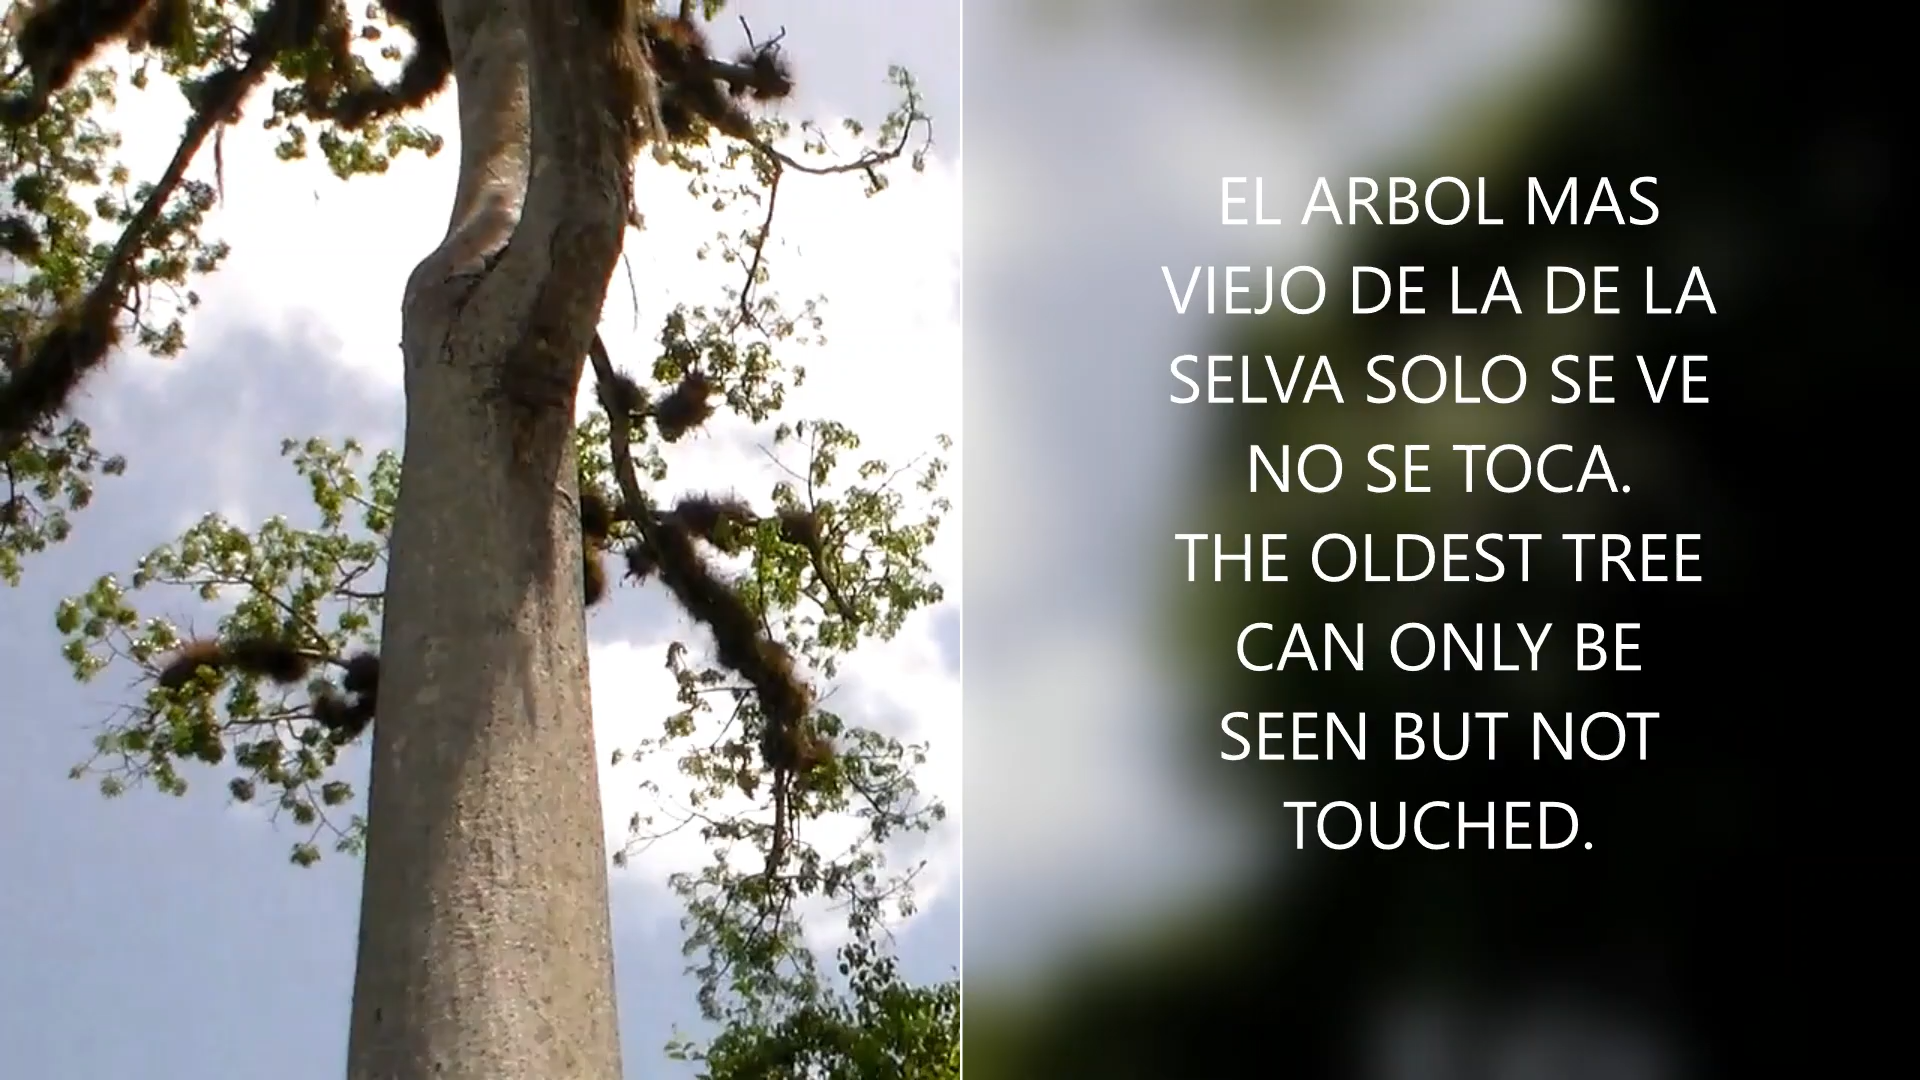 EL ARBOL MAS
VIEJO DE LA DE LA
SELVA SOLO SE VE
NO SE TOCA.
THE OLDEST TREE
CAN ONLY BE
SEEN BUT NOT
TOUCHED.